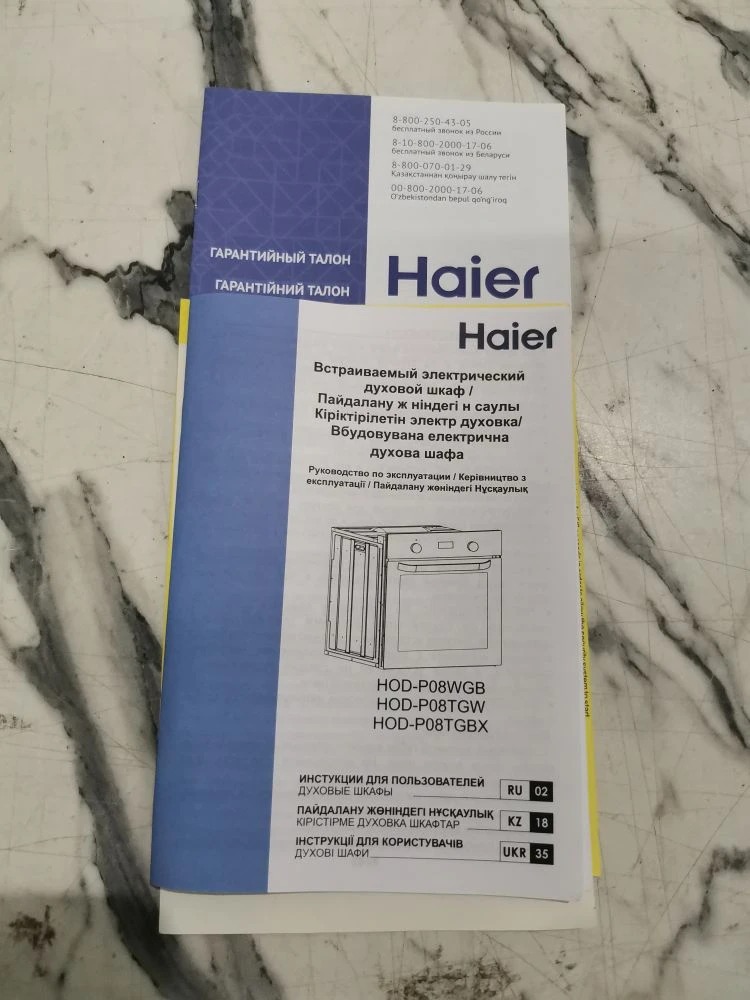 8-800-250-43-05
бесплатный звонок из России
8-10-800-2000-17-06
бесплатный звонок из Беларуси
8-800-070-01-29
Қазақстаннан қоңырау шалу тегін
00-800-2000-17-06
O'zbekistondan bepul qo'ng'iroq
ГАРАНТИЙНЫЙ ТАЛОН
ГАРАНТІЙНИЙ ТАЛОН
Haier
Haier
Встраиваемый электрический
духовой шкаф /
Пайдалану ж ніндегі н саулы
Кіріктірілетін электр духовка/
Вбудовувана електрична
духова шафа
Руководство по эксплуатации / Керівництво з
експлуатації / Пайдалану жөніндегі Нұсқаулық
HOD-P08WGB
HOD-P08TGW
HOD-P08TGBX
ИНСТУКЦИИ ДЛЯ ПОЛЬЗОВАТЕЛЕЙ
ДУХОВЫЕ ШКАФЫ RU 02
ПАЙДАЛАНУ ЖӨНІНДЕГІ НҰСҚАУЛЫҚ
КІРІСТІРМЕ ДУХОВКА ШКАФТАР KZ 18
ІНСТРУКЦІЇ ДЛЯ КОРИСТУВАЧІВ
ДУХОВІ ШАФИ UKR 35